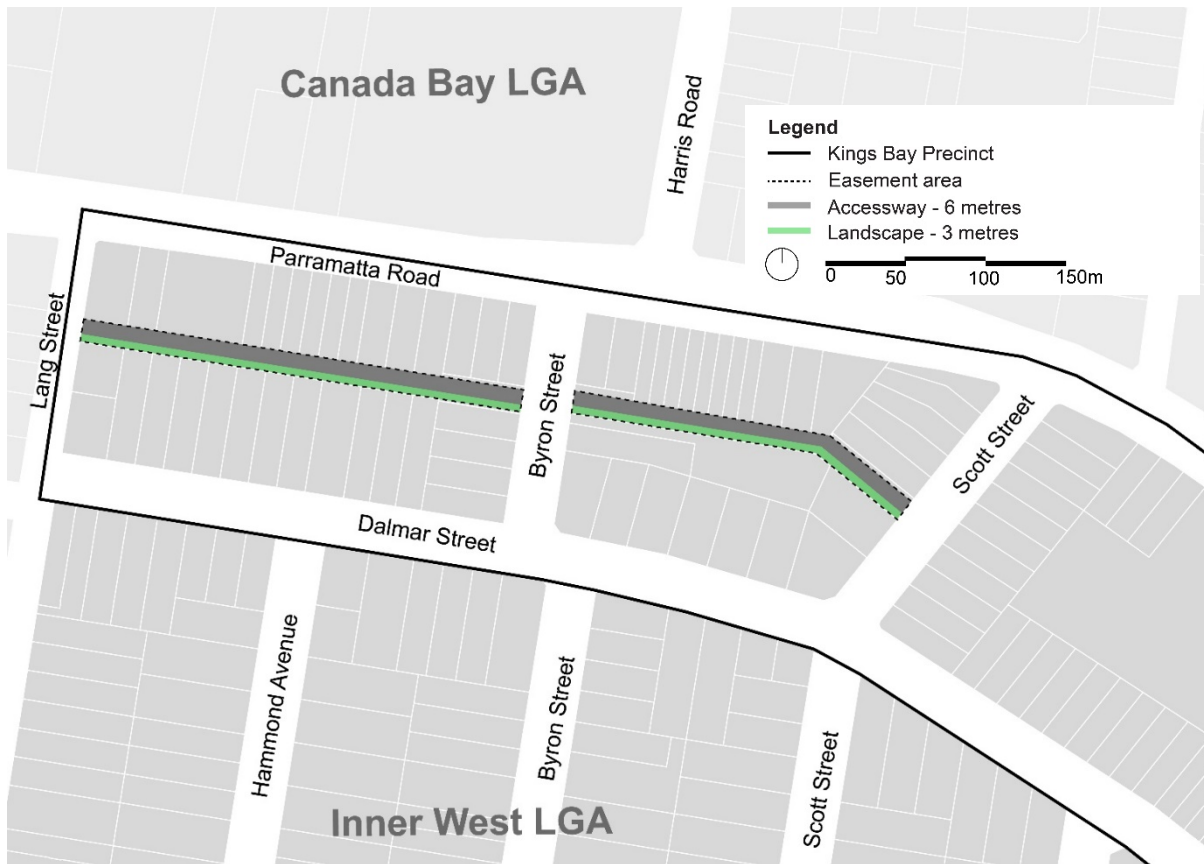 Canada Bay LGA
Harris Road
Legend
Kings Bay Precinct
Easement area
Accessway - 6 metres
Landscape - 3 metres
0 50 100 150m
Parramatta Road
Lang Street
Byron Street
Scott Street
Dalmar Street
Hammond Avenue
Byron Street
Scott Street
Inner West LGA